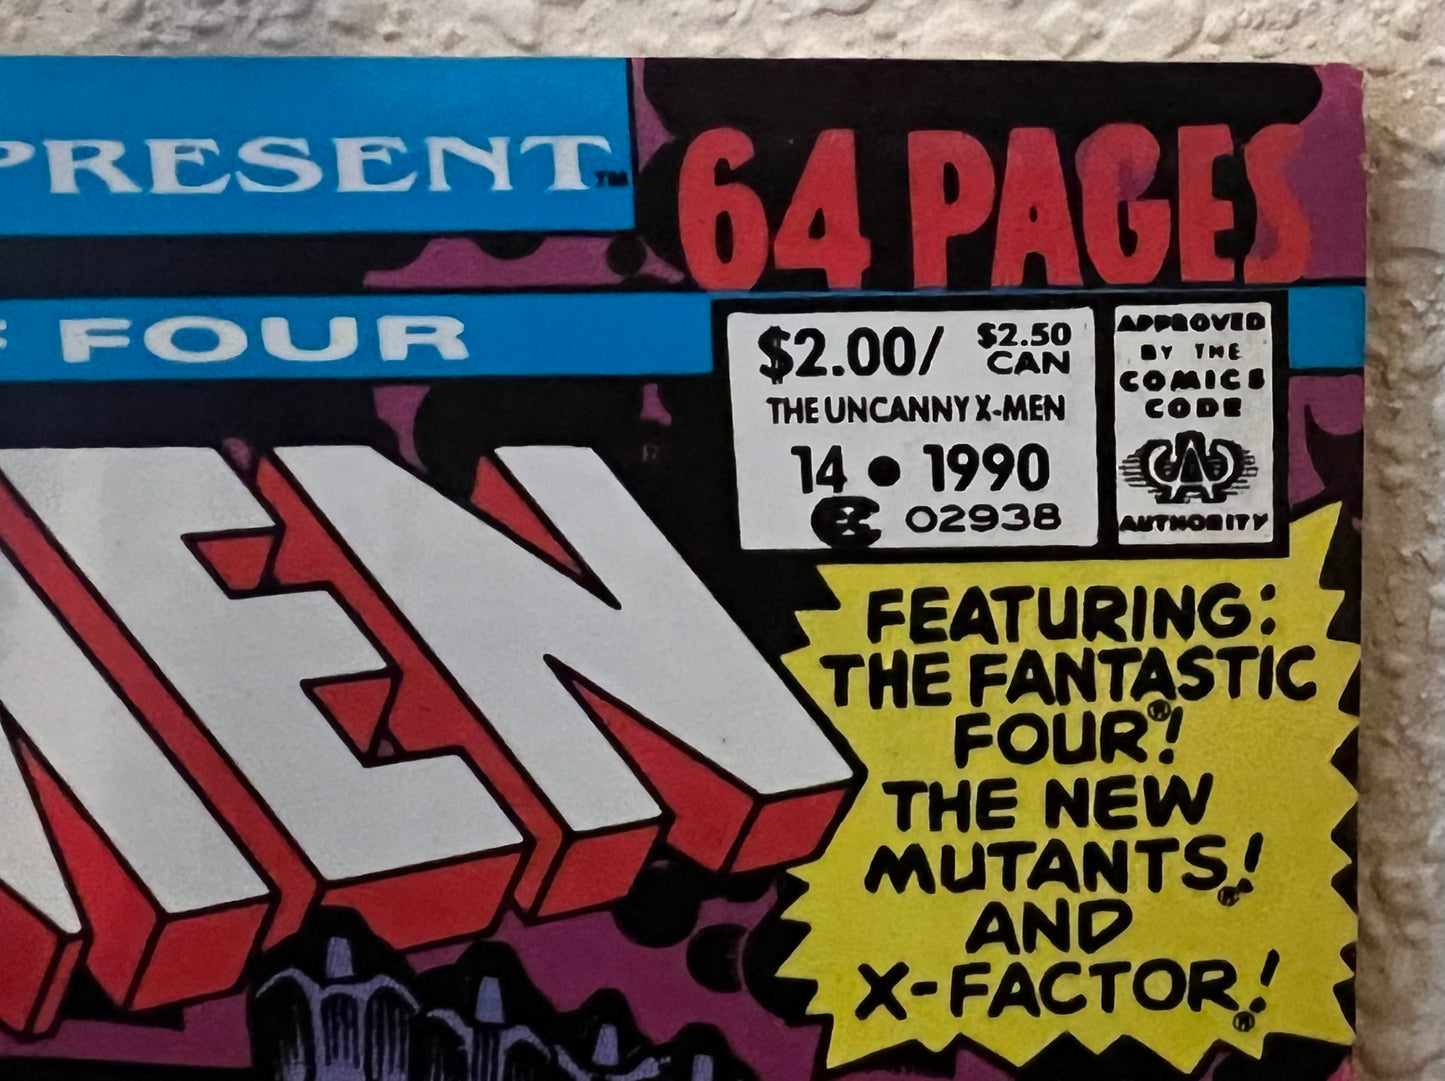 PRESENT™
64 PAGES
FOUR
$2.00/ $2.50
CAN
THE UNCANNY X-MEN
14 • 1990
02938
APPROVED
BY THE
COMICS
CODE
AUTHORITY
MEN
FEATURING:
THE FANTASTIC
FOUR®!
THE NEW
MUTANTS®!
AND
X-FACTOR®!